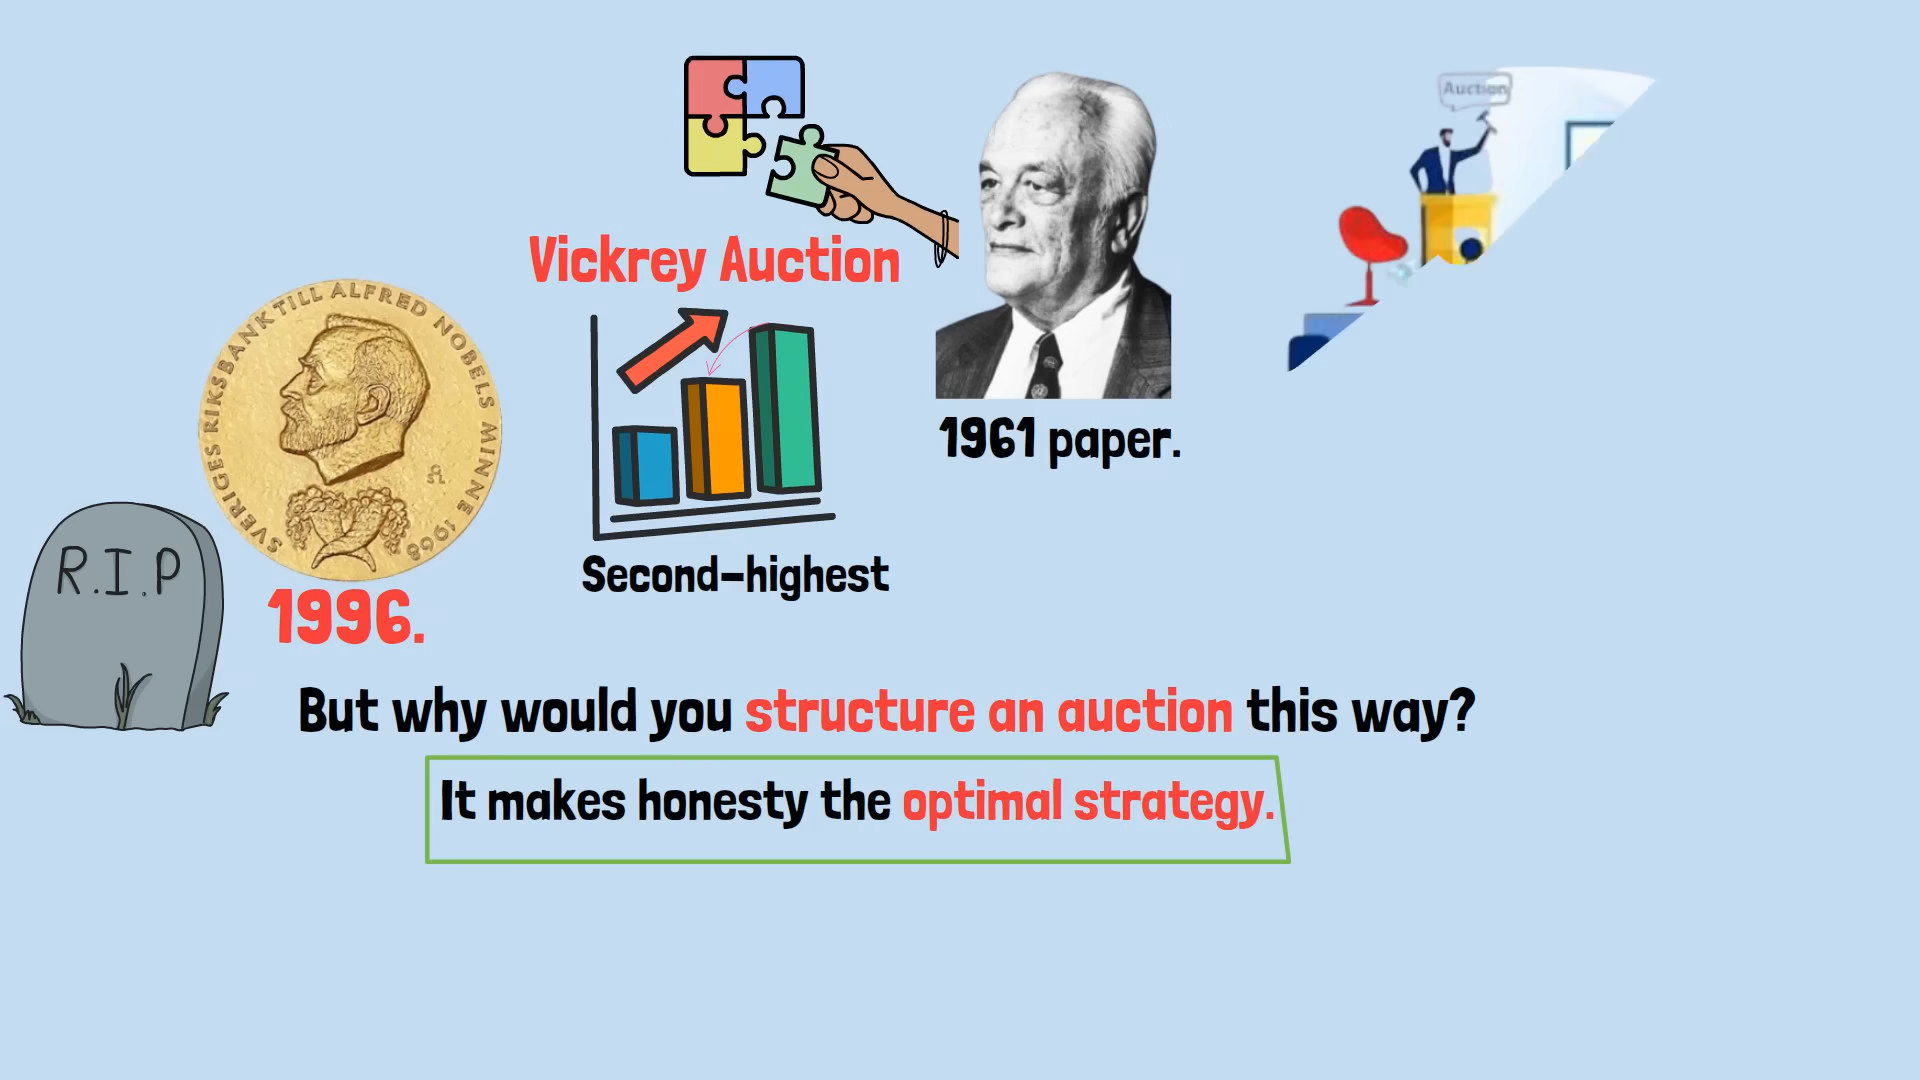 Auction
Vickrey Auction
SVERIGES RIKSBANK TILL ALFRED NOBELS MINNE 1968
1961 paper.
R.I.P
Second-highest
1996.
But why would you structure an auction this way?
It makes honesty the optimal strategy.